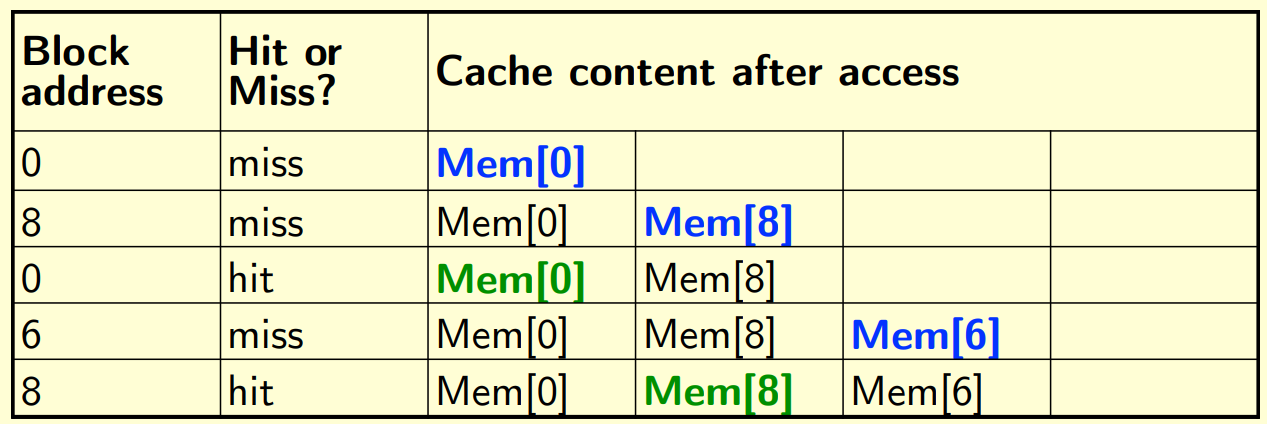 Block address Hit or Miss? Cache content after access
0 miss Mem[0]
8 miss Mem[0] Mem[8]
0 hit Mem[0] Mem[8]
6 miss Mem[0] Mem[8] Mem[6]
8 hit Mem[0] Mem[8] Mem[6]